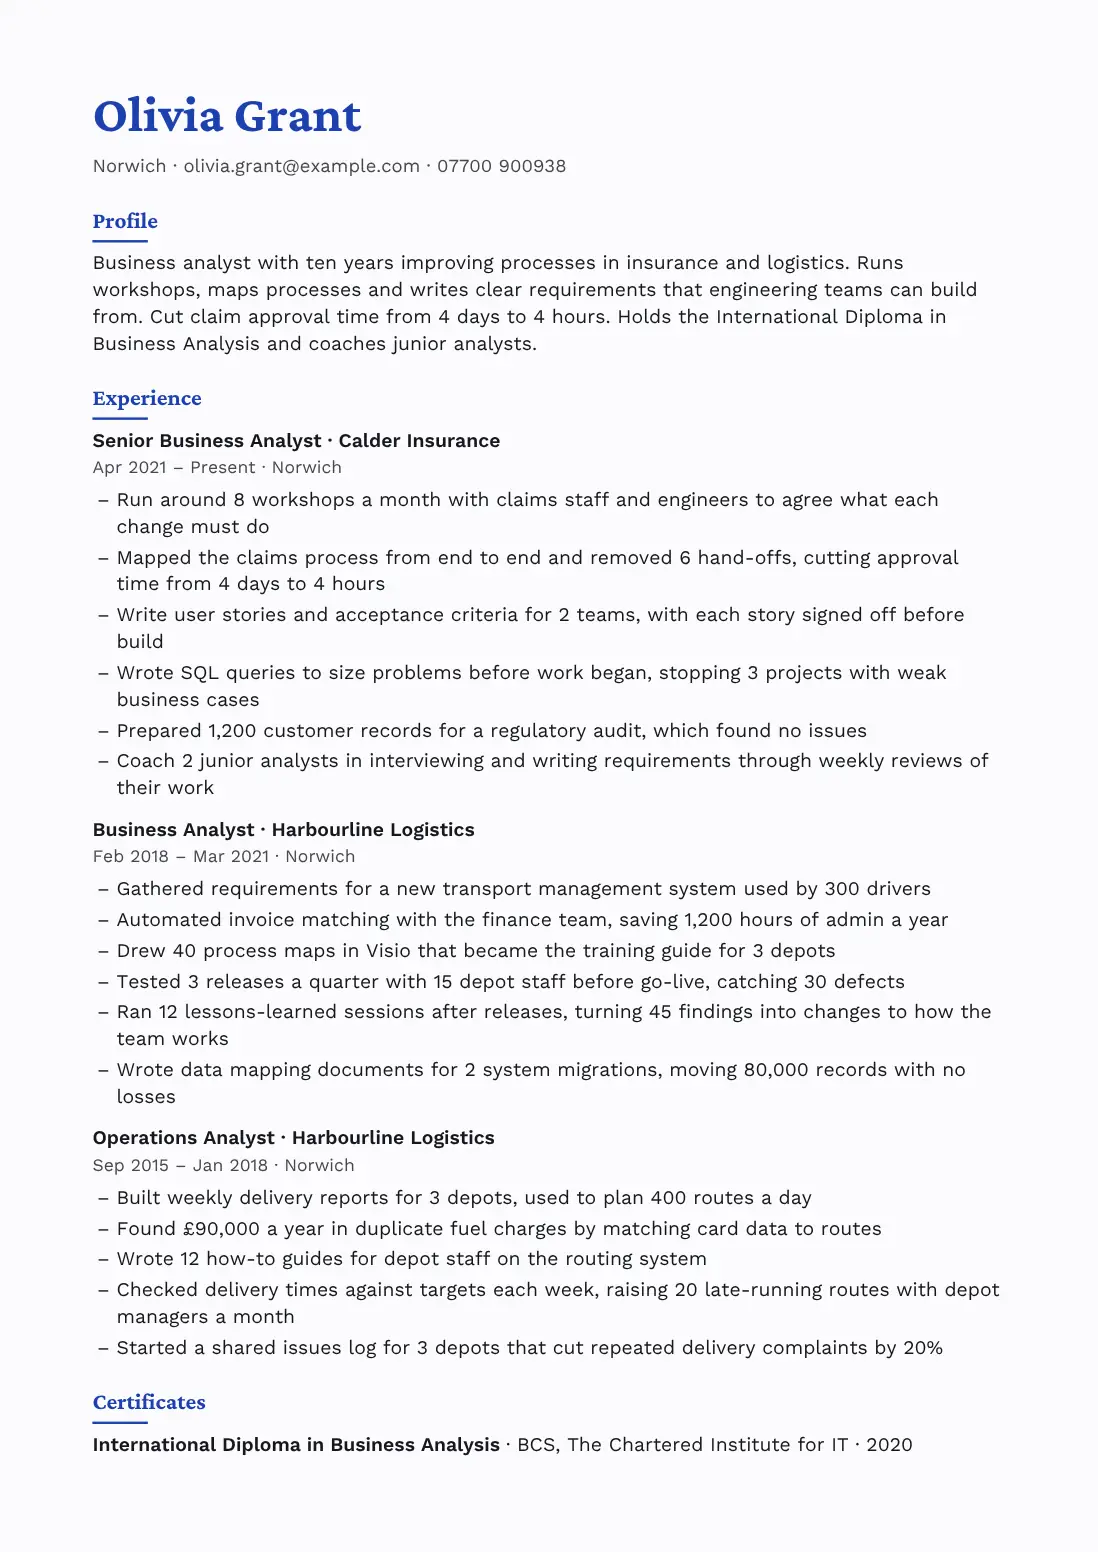 Olivia Grant
Norwich · olivia.grant@example.com · 07700 900938
Profile
Business analyst with ten years improving processes in insurance and logistics. Runs
workshops, maps processes and writes clear requirements that engineering teams can build
from. Cut claim approval time from 4 days to 4 hours. Holds the International Diploma in
Business Analysis and coaches junior analysts.
Experience
Senior Business Analyst · Calder Insurance
Apr 2021 – Present · Norwich
– Run around 8 workshops a month with claims staff and engineers to agree what each
change must do
– Mapped the claims process from end to end and removed 6 hand-offs, cutting approval
time from 4 days to 4 hours
– Write user stories and acceptance criteria for 2 teams, with each story signed off before
build
– Wrote SQL queries to size problems before work began, stopping 3 projects with weak
business cases
– Prepared 1,200 customer records for a regulatory audit, which found no issues
– Coach 2 junior analysts in interviewing and writing requirements through weekly reviews of
their work
Business Analyst · Harbourline Logistics
Feb 2018 – Mar 2021 · Norwich
– Gathered requirements for a new transport management system used by 300 drivers
– Automated invoice matching with the finance team, saving 1,200 hours of admin a year
– Drew 40 process maps in Visio that became the training guide for 3 depots
– Tested 3 releases a quarter with 15 depot staff before go-live, catching 30 defects
– Ran 12 lessons-learned sessions after releases, turning 45 findings into changes to how the
team works
– Wrote data mapping documents for 2 system migrations, moving 80,000 records with no
losses
Operations Analyst · Harbourline Logistics
Sep 2015 – Jan 2018 · Norwich
– Built weekly delivery reports for 3 depots, used to plan 400 routes a day
– Found £90,000 a year in duplicate fuel charges by matching card data to routes
– Wrote 12 how-to guides for depot staff on the routing system
– Checked delivery times against targets each week, raising 20 late-running routes with depot
managers a month
– Started a shared issues log for 3 depots that cut repeated delivery complaints by 20%
Certificates
International Diploma in Business Analysis · BCS, The Chartered Institute for IT · 2020